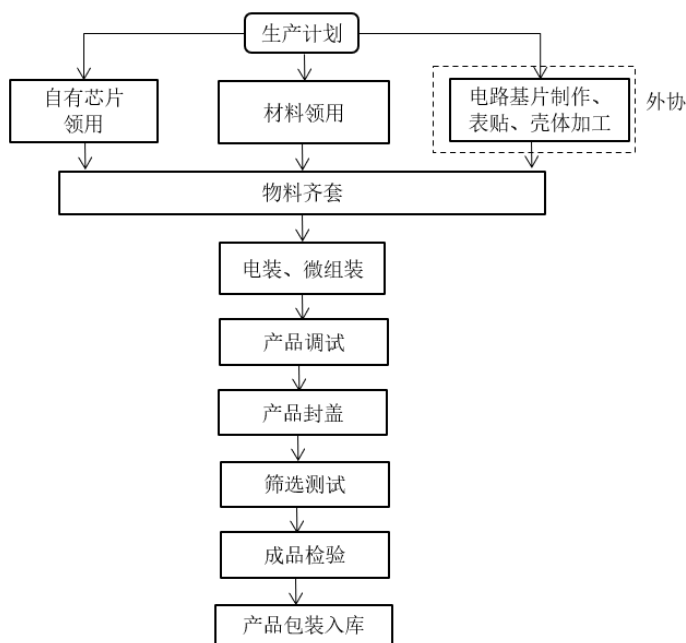 生产计划
自有芯片
领用
材料领用
电路基片制作、
表贴、壳体加工
外协
物料齐套
电装、微组装
产品调试
产品封盖
筛选测试
成品检验
产品包装入库